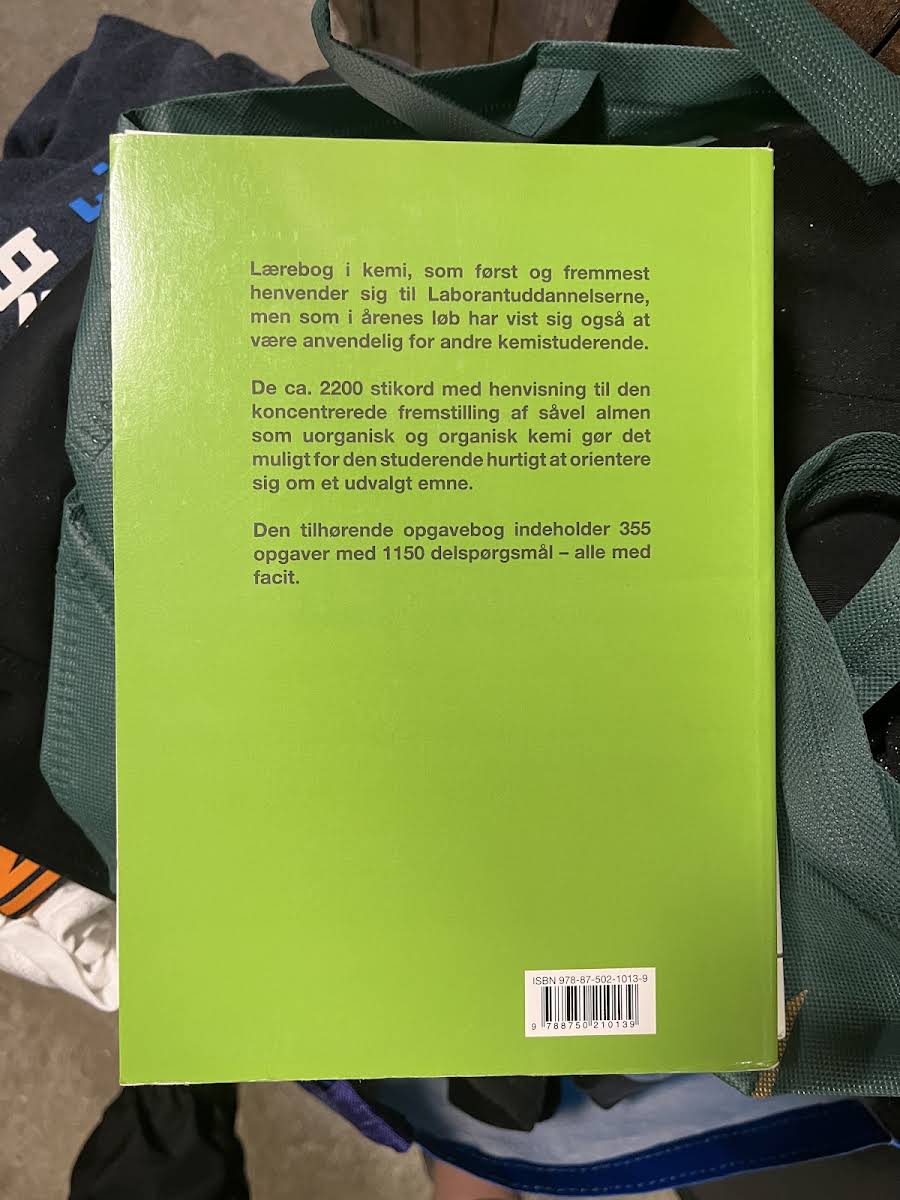 Lærebog i kemi, som først og fremmest
henvender sig til Laborantuddannelserne,
men som i årenes løb har vist sig også at
være anvendelig for andre kemistuderende.
De ca. 2200 stikord med henvisning til den
koncentrerede fremstilling af såvel almen
som uorganisk og organisk kemi gør det
muligt for den studerende hurtigt at orientere
sig om et udvalgt emne.
Den tilhørende opgavebog indeholder 355
opgaver med 1150 delspørgsmål – alle med
facit.
ISBN 978-87-502-1013-9
9 788750 210139